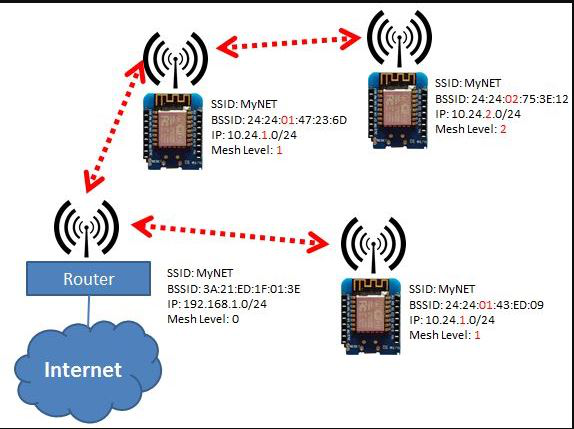 SSID: MyNET
BSSID: 24:24:01:47:23:6D
IP: 10.24.1.0/24
Mesh Level: 1
SSID: MyNET
BSSID: 24:24:02:75:3E:12
IP: 10.24.2.0/24
Mesh Level: 2
Router
SSID: MyNET
BSSID: 3A:21:ED:1F:01:3E
IP: 192.168.1.0/24
Mesh Level: 0
SSID: MyNET
BSSID: 24:24:01:43:ED:09
IP: 10.24.1.0/24
Mesh Level: 1
Internet